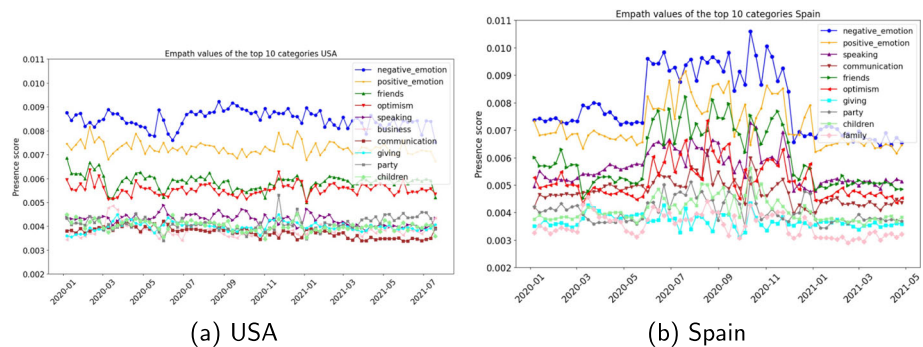 Empath values of the top 10 categories USA
0.011
0.010
0.009
0.008
0.007
0.006
0.005
0.004
0.003
0.002
Presence score
negative_emotion
positive_emotion
friends
optimism
speaking
business
communication
giving
party
children
2020-01
2020-03
2020-05
2020-07
2020-09
2020-11
2021-01
2021-03
2021-05
2021-07
(a) USA
Empath values of the top 10 categories Spain
0.011
0.010
0.009
0.008
0.007
0.006
0.005
0.004
0.003
0.002
Presence score
negative_emotion
positive_emotion
speaking
communication
friends
optimism
giving
party
children
family
2020-01
2020-03
2020-05
2020-07
2020-09
2020-11
2021-01
2021-03
2021-05
(b) Spain